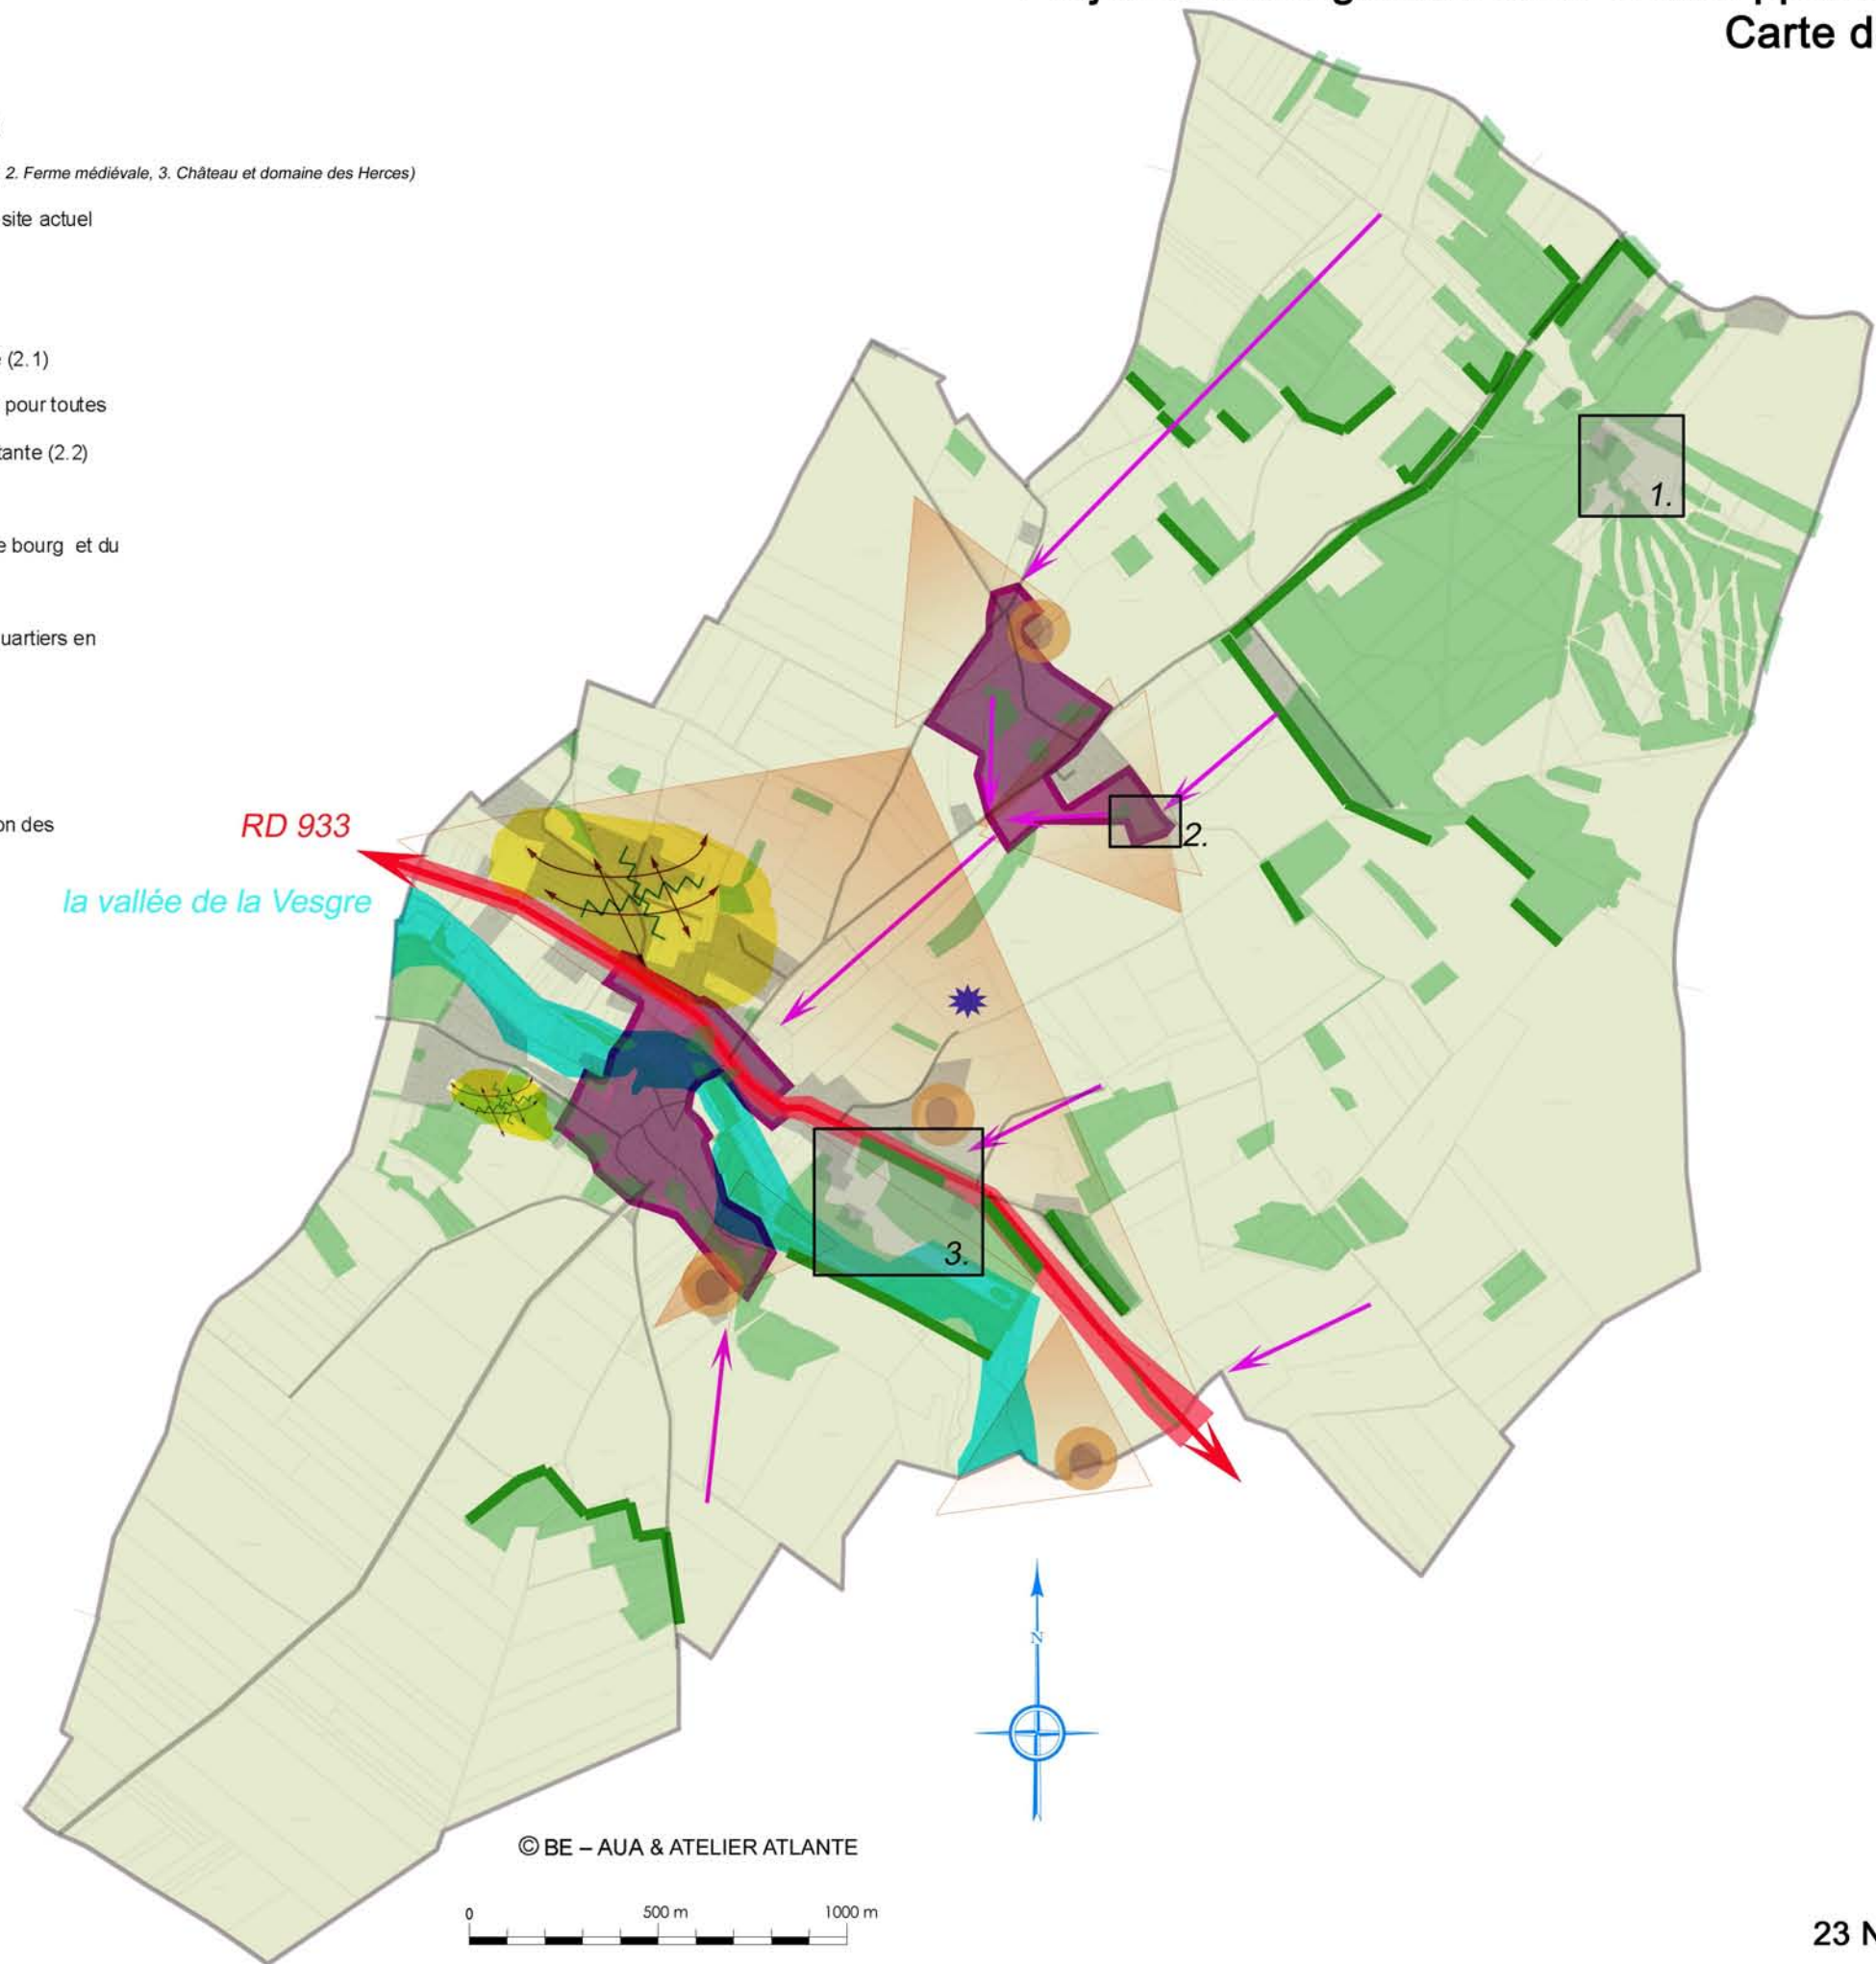 Carte d
2. Ferme médiévale, 3. Château et domaine des Herces)
site actuel
(2.1)
pour toutes
tante (2.2)
bourg et du
uartiers en
on des
RD 933
la vallée de la Vesgre
1.
2.
3.
N
© BE – AUA & ATELIER ATLANTE
0 500 m 1000 m
23 N